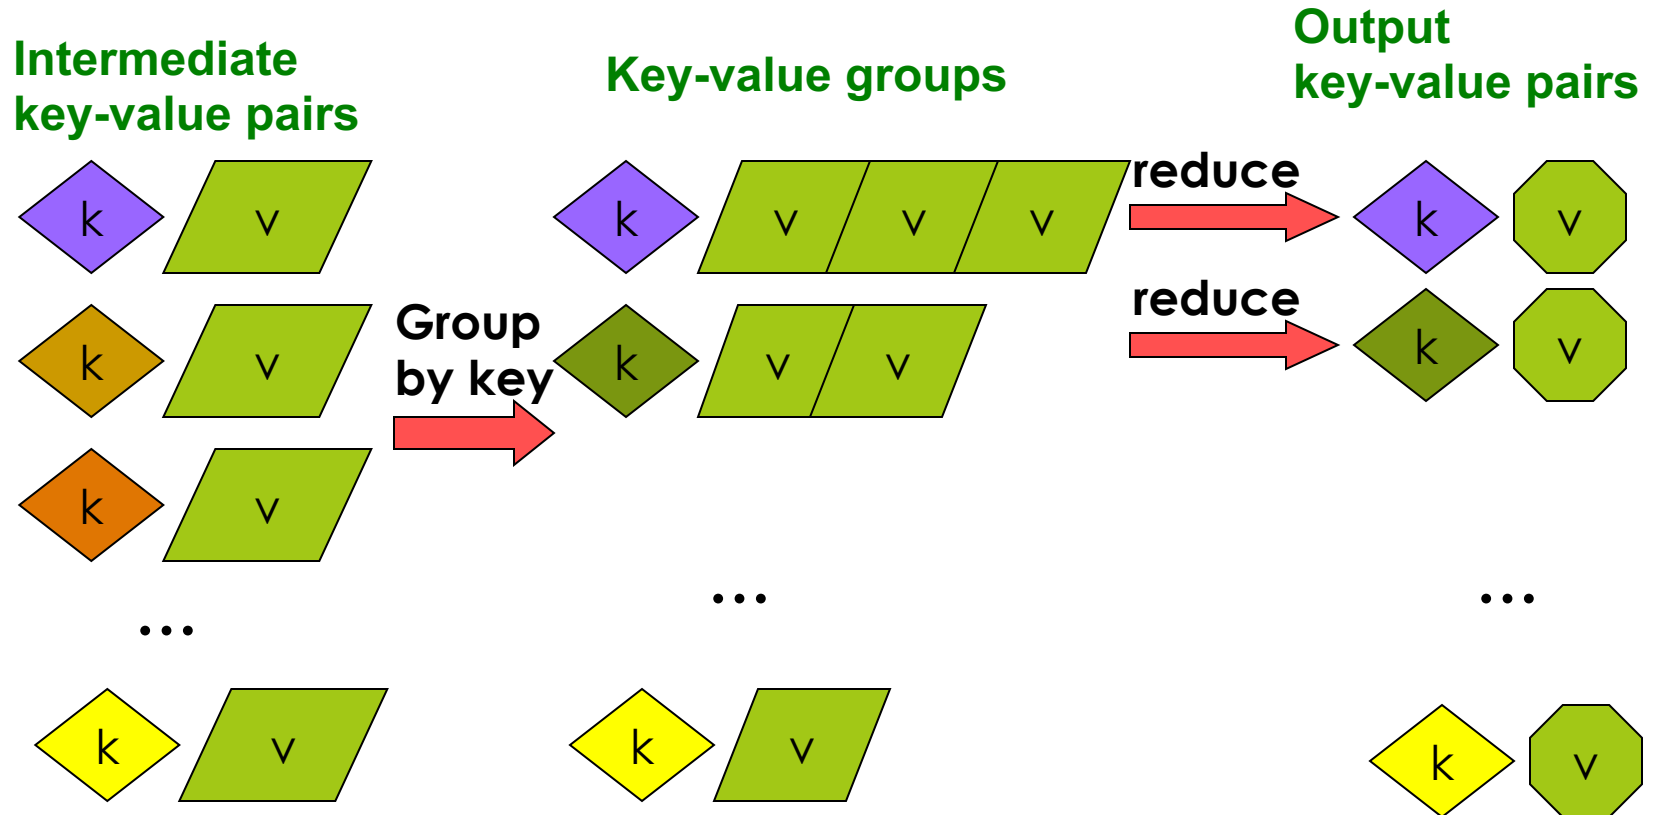 Intermediate
key-value pairs
Key-value groups
Output
key-value pairs
k v
k v v v
reduce
k v
k v
Group
by key
k v v
reduce
k v
k v
...
...
...
k v
k v
k v